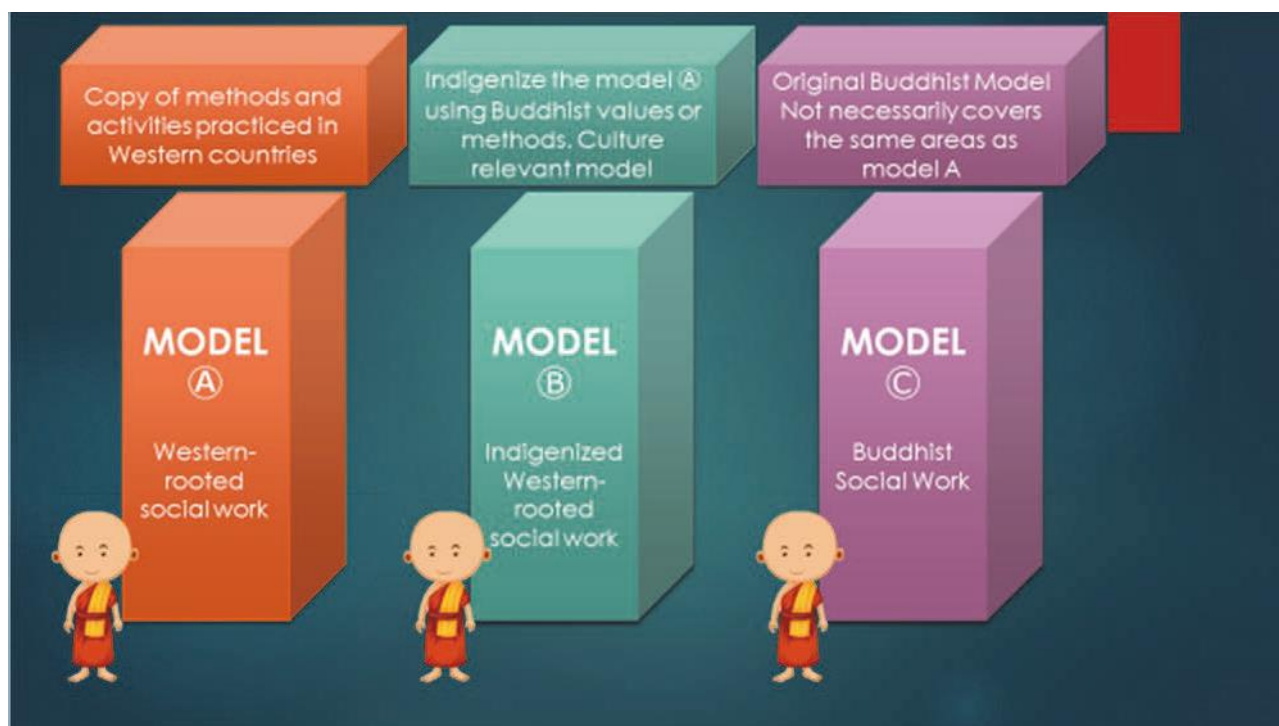 Copy of methods and
activities practiced in
Western countries
Indigenize the model Ⓐ
using Buddhist values or
methods. Culture
relevant model
Original Buddhist Model
Not necessarily covers
the same areas as
model A
MODEL
Ⓐ
Western-
rooted
social work
MODEL
Ⓑ
Indigenized
Western-
rooted
social work
MODEL
Ⓒ
Buddhist
Social Work